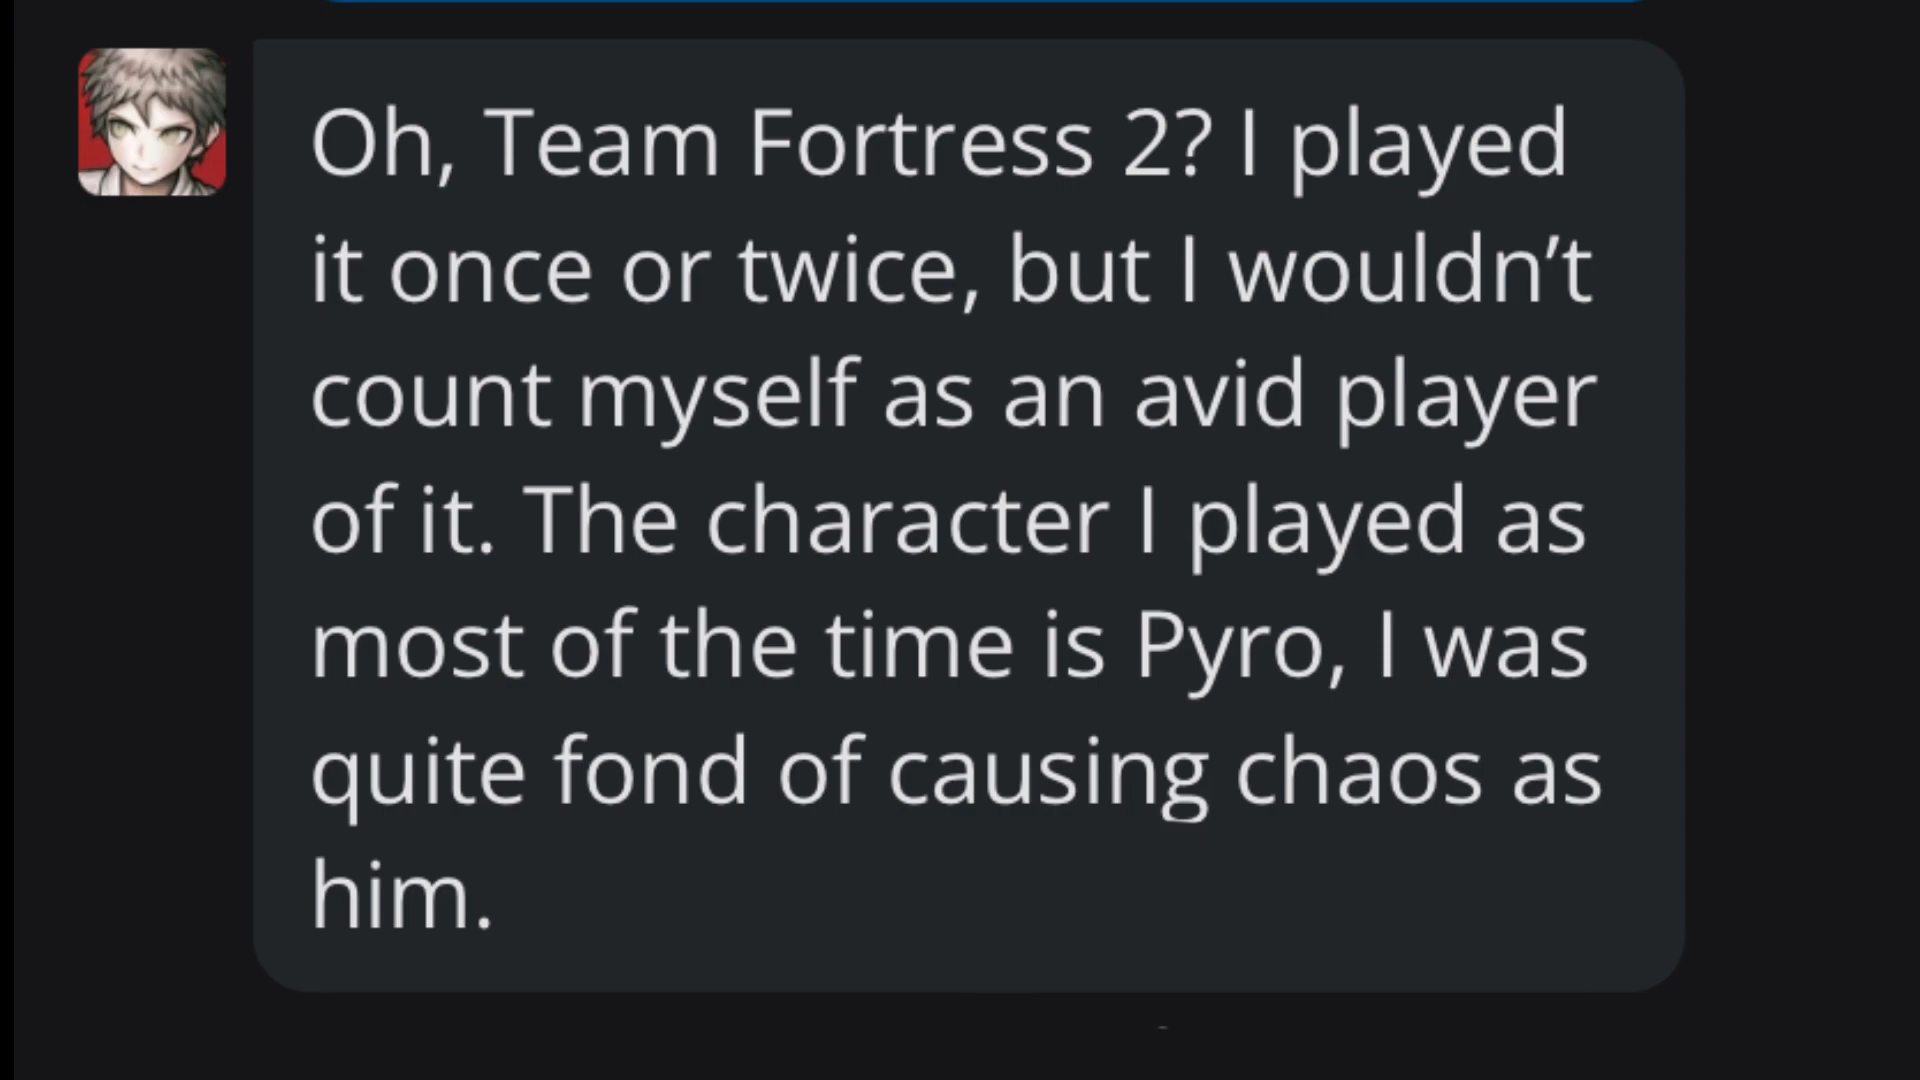 Oh, Team Fortress 2? I played
it once or twice, but I wouldn’t
count myself as an avid player
of it. The character I played as
most of the time is Pyro, I was
quite fond of causing chaos as
him.